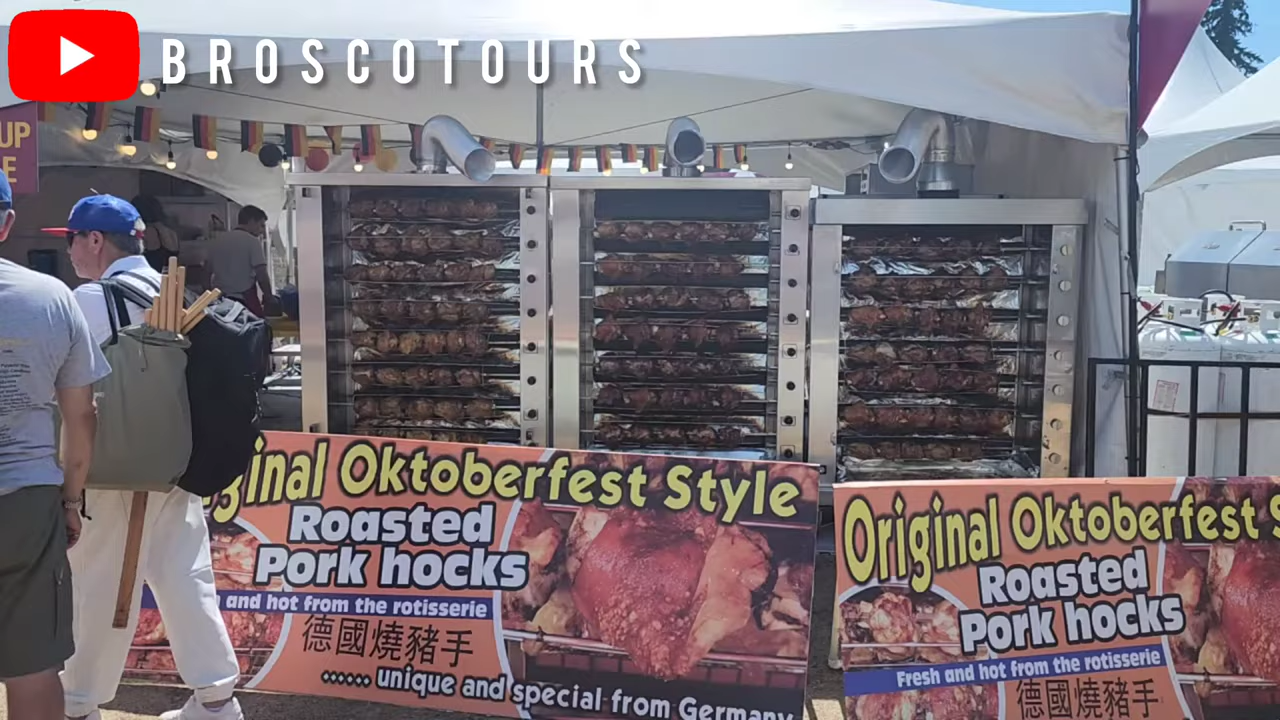 BROSCOTOURS
UP
E
ginal Oktoberfest Style
Roasted
Pork hocks
and hot from the rotisserie
德國燒豬手
...... unique and special from Germany
Original Oktoberfest S
Roasted
Pork hocks
Fresh and hot from the rotisserie
德國燒豬手